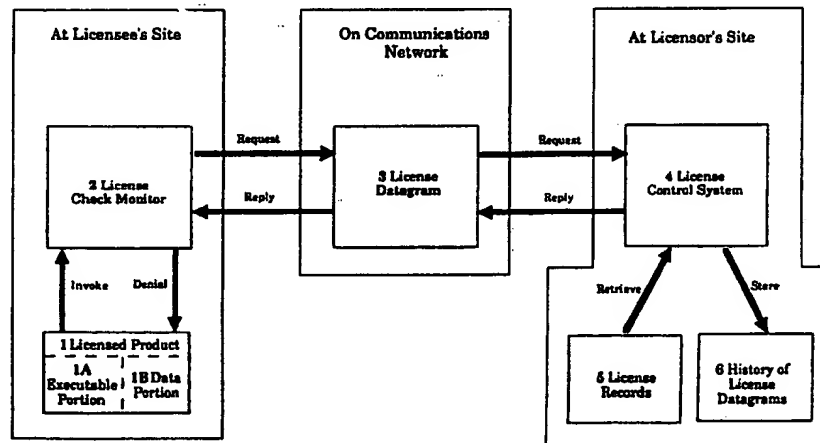 At Licensee's Site
On Communications
Network
At Licensor's Site
Request
Request
2 License
Check Monitor
3 License
Datagram
4 License
Control System
Reply
Reply
Invoke
Denial
Retrieve
Store
1 Licensed Product
1A
Executable
Portion
1B Data
Portion
5 License
Records
6 History of
License
Datagrams